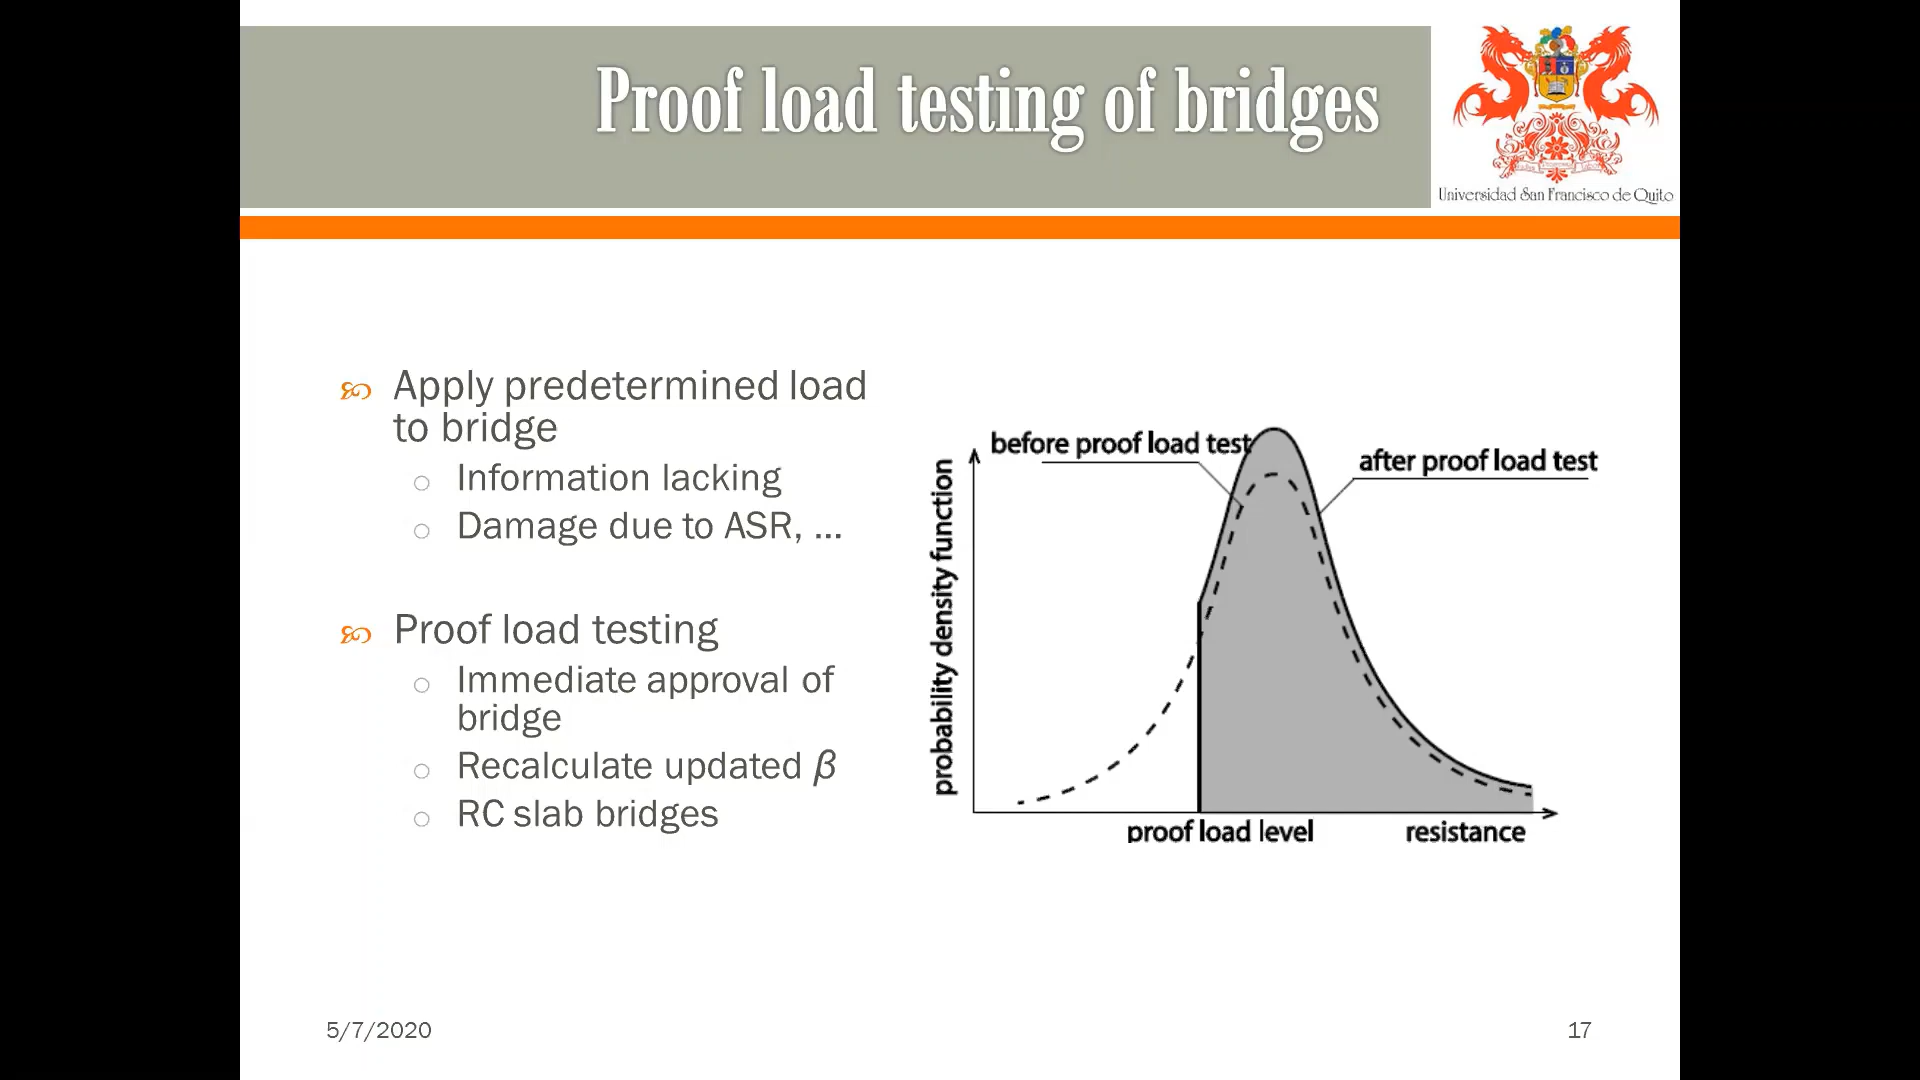 Proof load testing of bridges
Universidad San Francisco de Quito
Apply predetermined load
to bridge
Information lacking
Damage due to ASR, ...
Proof load testing
Immediate approval of
bridge
Recalculate updated β
RC slab bridges
before proof load test
after proof load test
probability density function
proof load level
resistance
5/7/2020
17